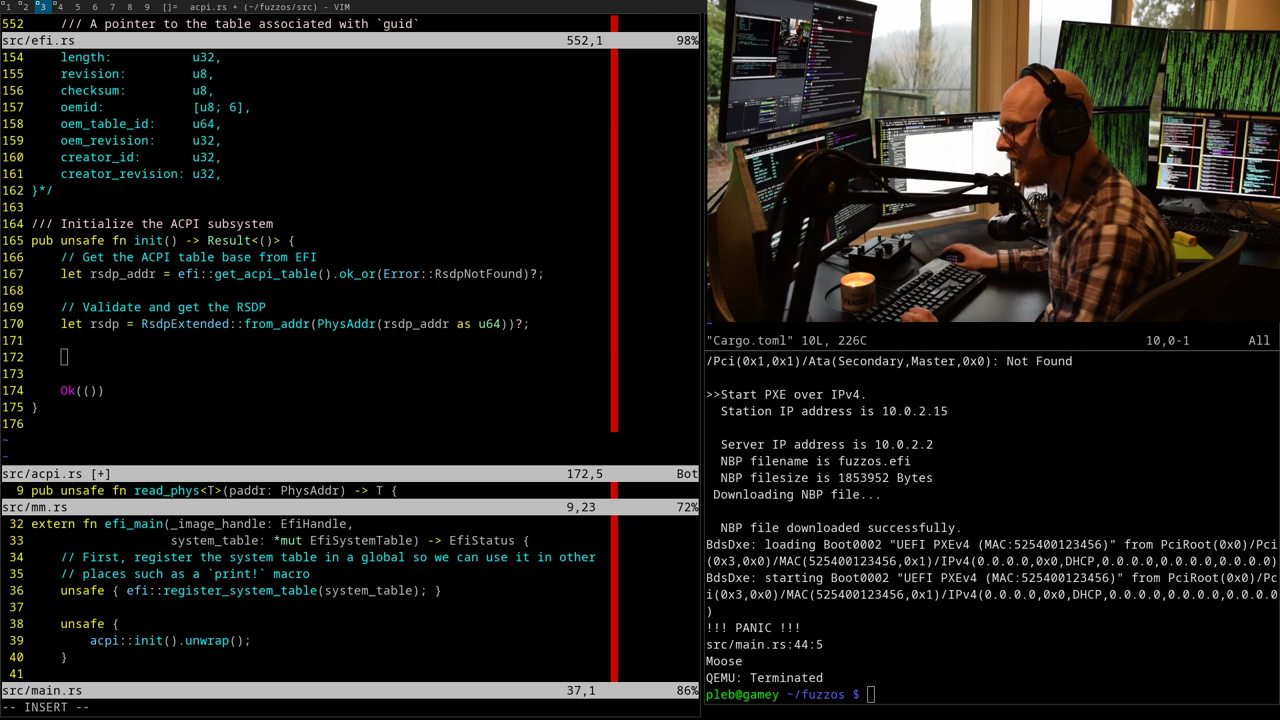 1 2 3 4 5 6 7 8 9 []= acpi.rs + (~/fuzzos/src) - VIM
552     /// A pointer to the table associated with `guid`
src/efi.rs 552,1 98%
154     length:           u32,
155     revision:         u8,
156     checksum:         u8,
157     oemid:            [u8; 6],
158     oem_table_id:     u64,
159     oem_revision:     u32,
160     creator_id:       u32,
161     creator_revision: u32,
162 }*/
163
164 /// Initialize the ACPI subsystem
165 pub unsafe fn init() -> Result<()> {
166     // Get the ACPI table base from EFI
167     let rsdp_addr = efi::get_acpi_table().ok_or(Error::RsdpNotFound)?;
168
169     // Validate and get the RSDP
170     let rsdp = RsdpExtended::from_addr(PhysAddr(rsdp_addr as u64))?;
171
172
173
174     Ok(())
175 }
176
~
~
src/acpi.rs [+] 172,5 Bot
9 pub unsafe fn read_phys<T>(paddr: PhysAddr) -> T {
src/mm.rs 9,23 72%
32 extern fn efi_main(_image_handle: EfiHandle,
33                    system_table: *mut EfiSystemTable) -> EfiStatus {
34     // First, register the system table in a global so we can use it in other
35     // places such as a `print!` macro
36     unsafe { efi::register_system_table(system_table); }
37
38     unsafe {
39         acpi::init().unwrap();
40     }
41
src/main.rs 37,1 86%
-- INSERT --
~
"Cargo.toml" 10L, 226C 10,0-1 All
/Pci(0x1,0x1)/Ata(Secondary,Master,0x0): Not Found
>>Start PXE over IPv4.
Station IP address is 10.0.2.15
Server IP address is 10.0.2.2
NBP filename is fuzzos.efi
NBP filesize is 1853952 Bytes
Downloading NBP file...
NBP file downloaded successfully.
BdsDxe: loading Boot0002 "UEFI PXEv4 (MAC:525400123456)" from PciRoot(0x0)/Pci
(0x3,0x0)/MAC(525400123456,0x1)/IPv4(0.0.0.0,0x0,DHCP,0.0.0.0,0.0.0.0,0.0.0.0)
BdsDxe: starting Boot0002 "UEFI PXEv4 (MAC:525400123456)" from PciRoot(0x0)/Pc
i(0x3,0x0)/MAC(525400123456,0x1)/IPv4(0.0.0.0,0x0,DHCP,0.0.0.0,0.0.0.0,0.0.0.0
)
!!! PANIC !!!
src/main.rs:44:5
Moose
QEMU: Terminated
pleb@gamey ~/fuzzos $